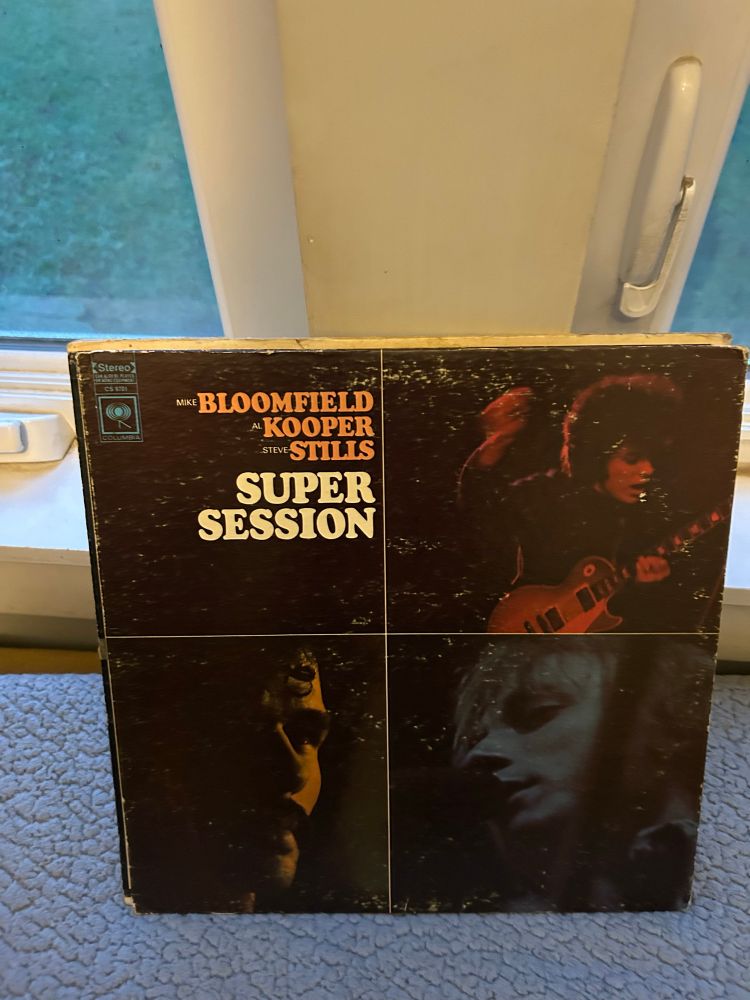 Stereo
CS 9701
COLUMBIA
MIKE BLOOMFIELD
AL KOOPER
STEVE STILLS
SUPER
SESSION